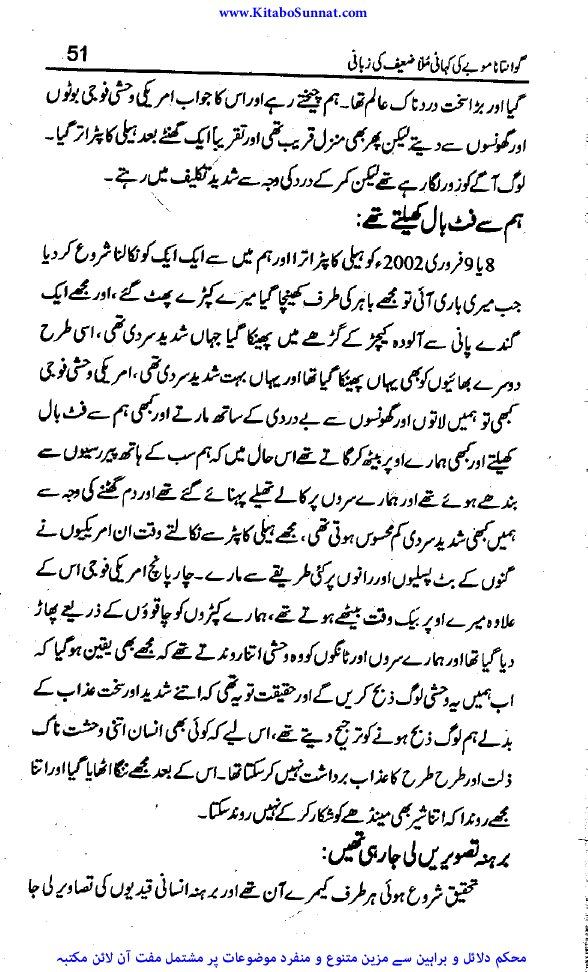 www.KitaboSunnat.com
گوانتاناموبے کی کہانی مُلا ضعیف کی زبانی 51
گیا اور بڑا سخت دردناک عالم تھا۔ ہم چیختے رہے اور اس کا جواب امریکی وحشی فوجی بوٹوں
اور گھونسوں سے دیتے لیکن پھر بھی منزل قریب تھی اور تقریباً ایک گھنٹے بعد ہیلی کاپٹر اتر گیا۔
لوگ آگے کو زور لگا رہے تھے لیکن کمر کے درد کی وجہ سے شدید تکلیف میں رہتے۔
ہم سے فٹ بال کھیلتے تھے:
8 یا 9 فروری 2002ء کو ہیلی کاپٹر اترا اور ہم میں سے ایک ایک کو نکالنا شروع کر دیا
جب میری باری آئی تو مجھے باہر کی طرف کھینچا گیا میرے کپڑے پھٹ گئے، اور مجھے ایک
گندے پانی سے آلودہ کیچڑ کے گڑھے میں پھینکا گیا جہاں شدید سردی تھی، اسی طرح
دوسرے بھائیوں کو بھی یہاں پھینکا گیا تھا اور یہاں بہت شدید سردی تھی، امریکی وحشی فوجی
کبھی تو ہمیں لاتوں اور گھونسوں سے بے دردی کے ساتھ مارتے اور کبھی ہم سے فٹ بال
کھیلتے اور کبھی ہمارے اوپر بیٹھ کر گاتے تھے اس حال میں کہ ہم سب کے ہاتھ پیر رسیوں سے
بندھے ہوئے تھے اور ہمارے سروں پر کالے تھیلے پہنائے گئے تھے اور دم گھٹنے کی وجہ سے
ہمیں کبھی شدید سردی کم محسوس ہوتی تھی، مجھے ہیلی کاپٹر سے نکالتے وقت ان امریکیوں نے
گنوں کے بٹ پسلیوں اور رانوں پر کئی طریقے سے مارے۔ چار پانچ امریکی فوجی اس کے
علاوہ میرے اوپر بیک وقت بیٹھے ہوتے تھے، ہمارے کپڑوں کو چاقوؤں کے ذریعے پھاڑ
دیا گیا تھا اور ہمارے سروں اور ٹانگوں کو وہ وحشی اتنا روندتے تھے کہ مجھے بھی یقین ہو گیا کہ
اب ہمیں یہ وحشی لوگ ذبح کریں گے اور حقیقت تو یہ تھی کہ اتنے شدید اور سخت عذاب کے
بدلے ہم لوگ ذبح ہونے کو ترجیح دیتے تھے، اس لیے کہ کوئی بھی انسان اتنی وحشت ناک
ذلت اور طرح طرح کا عذاب برداشت نہیں کر سکتا تھا۔ اس کے بعد مجھے ننگا اٹھایا گیا اور اتنا
مجھے روندا کہ اتنا شیر بھی مینڈھے کو شکار کر کے نہیں روند سکتا۔
برہنہ تصویریں لی جا رہی تھیں:
تحقیق شروع ہوئی ہر طرف کیمرے آن تھے اور برہنہ انسانی قیدیوں کی تصاویر لی جا
محکم دلائل و براہین سے مزین متنوع و منفرد موضوعات پر مشتمل مفت آن لائن مکتبہ